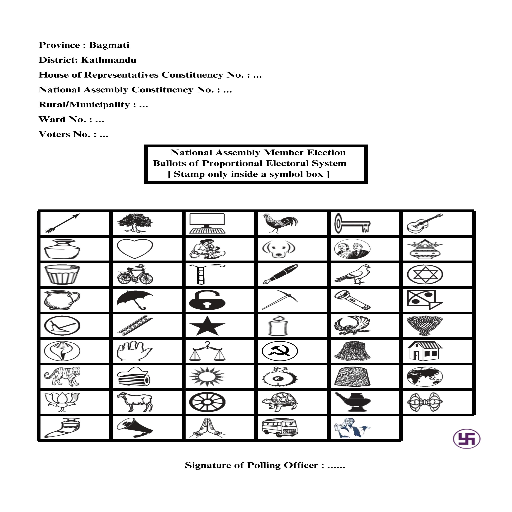 Province : Bagmati
District: Kathmandu
House of Representatives Constituency No. : ...
National Assembly Constituency No. : ...
Rural/Municipality : ...
Ward No. : ...
Voters No. : ...
National Assembly Member Election
Ballots of Proportional Electoral System
[ Stamp only inside a symbol box ]
Signature of Polling Officer : ......